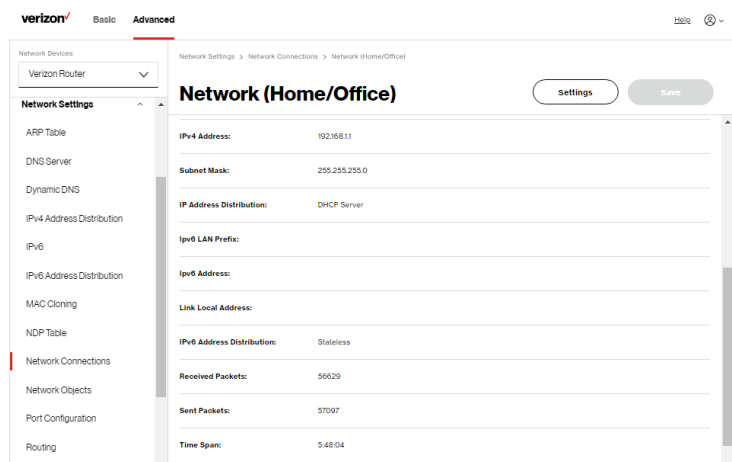 verizon✓ Basic Advanced Help
Network Devices
Verizon Router
Network Settings
ARP Table
DNS Server
Dynamic DNS
IPv4 Address Distribution
IPv6
IPv6 Address Distribution
MAC Cloning
NDP Table
Network Connections
Network Objects
Port Configuration
Routing
Network Settings > Network Connections > Network (Home/Office)
Network (Home/Office) Settings Save
IPv4 Address: 192.168.1.1
Subnet Mask: 255.255.255.0
IP Address Distribution: DHCP Server
Ipv6 LAN Prefix:
Ipv6 Address:
Link Local Address:
IPv6 Address Distribution: Stateless
Received Packets: 56629
Sent Packets: 57097
Time Span: 5:48:04